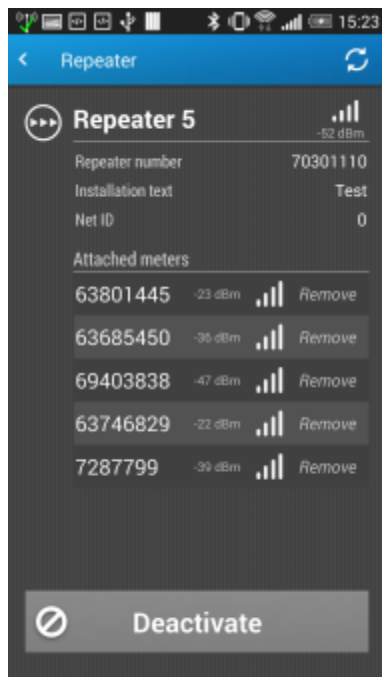 15:23
Repeater
Repeater 5
-52 dBm
Repeater number 70301110
Installation text Test
Net ID 0
Attached meters
63801445 -23 dBm Remove
63685450 -36 dBm Remove
69403838 -47 dBm Remove
63746829 -22 dBm Remove
7287799 -39 dBm Remove
Deactivate